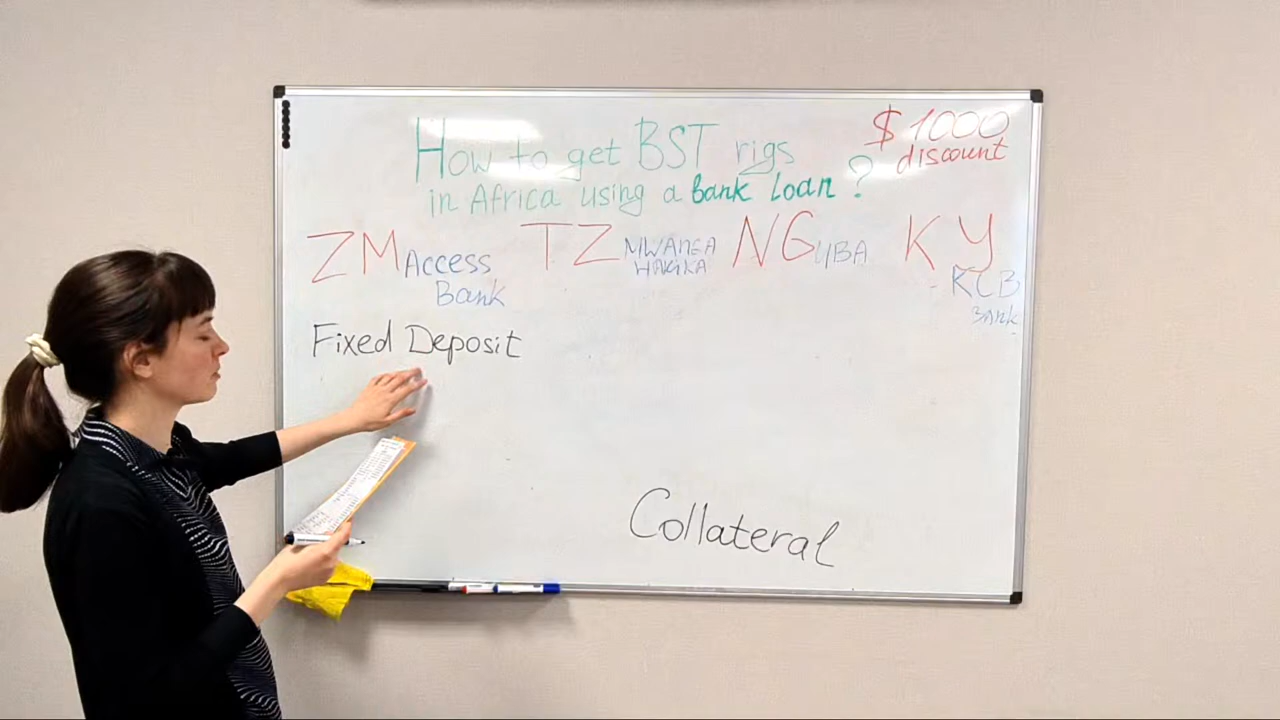 How to get BST rigs
in Africa using a bank loan?
$1000
discount
ZM Access
Bank
TZ MWANGA
HAKIKA
NG UBA
KY
KCB
BANK
Fixed Deposit
Collateral